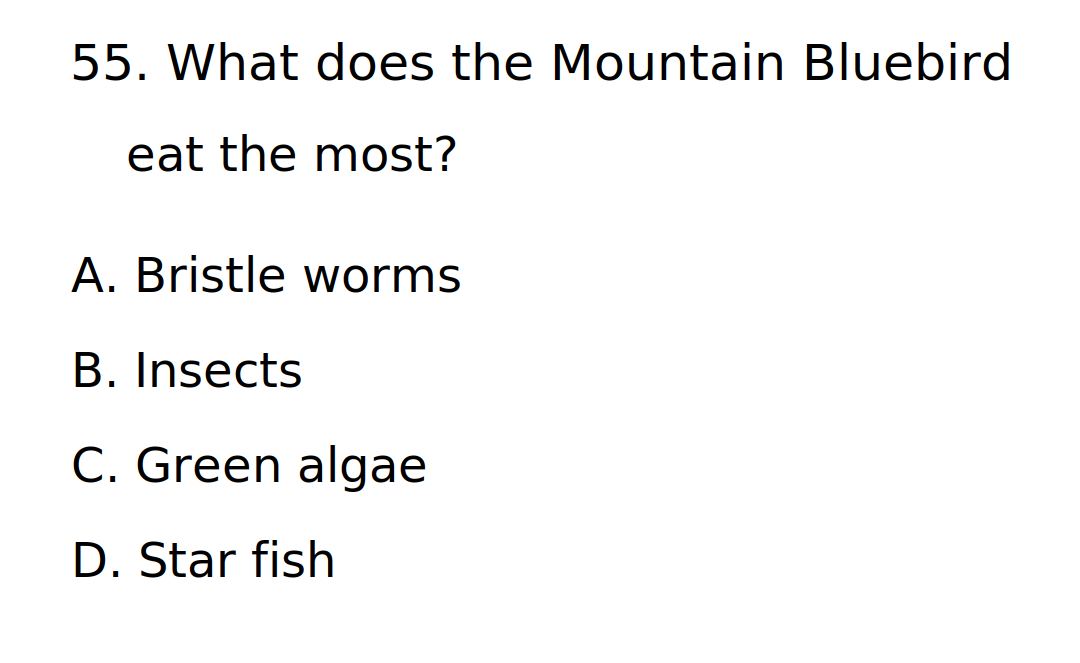 55. What does the Mountain Bluebird
eat the most?
A. Bristle worms
B. Insects
C. Green algae
D. Star fish